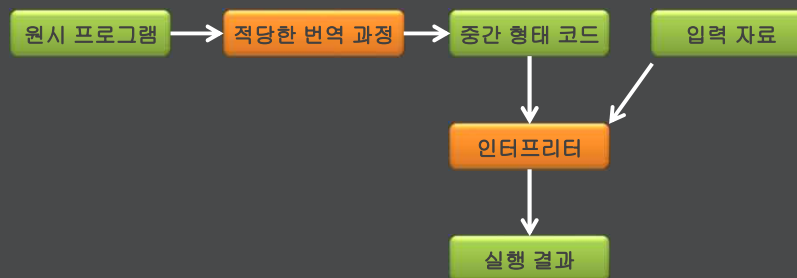 원시 프로그램
적당한 번역 과정
중간 형태 코드
입력 자료
인터프리터
실행 결과